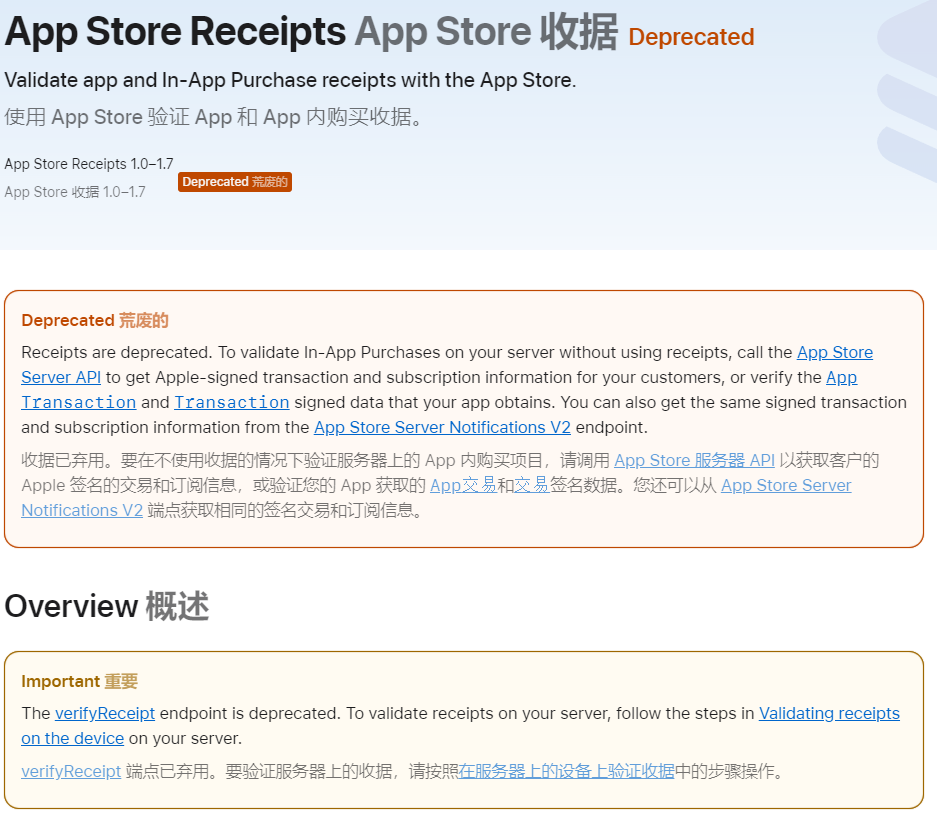 App Store Receipts App Store 收据 Deprecated
Validate app and In-App Purchase receipts with the App Store.
使用 App Store 验证 App 和 App 内购买收据。
App Store Receipts 1.0–1.7
App Store 收据 1.0–1.7
Deprecated 荒废的
Deprecated 荒废的
Receipts are deprecated. To validate In-App Purchases on your server without using receipts, call the App Store
Server API to get Apple-signed transaction and subscription information for your customers, or verify the App
Transaction and Transaction signed data that your app obtains. You can also get the same signed transaction
and subscription information from the App Store Server Notifications V2 endpoint.
收据已弃用。要在不使用收据的情况下验证服务器上的 App 内购买项目，请调用 App Store 服务器 API 以获取客户的
Apple 签名的交易和订阅信息，或验证您的 App 获取的 App交易和交易签名数据。您还可以从 App Store Server
Notifications V2 端点获取相同的签名交易和订阅信息。
Overview 概述
Important 重要
The verifyReceipt endpoint is deprecated. To validate receipts on your server, follow the steps in Validating receipts
on the device on your server.
verifyReceipt 端点已弃用。要验证服务器上的收据，请按照在服务器上的设备上验证收据中的步骤操作。